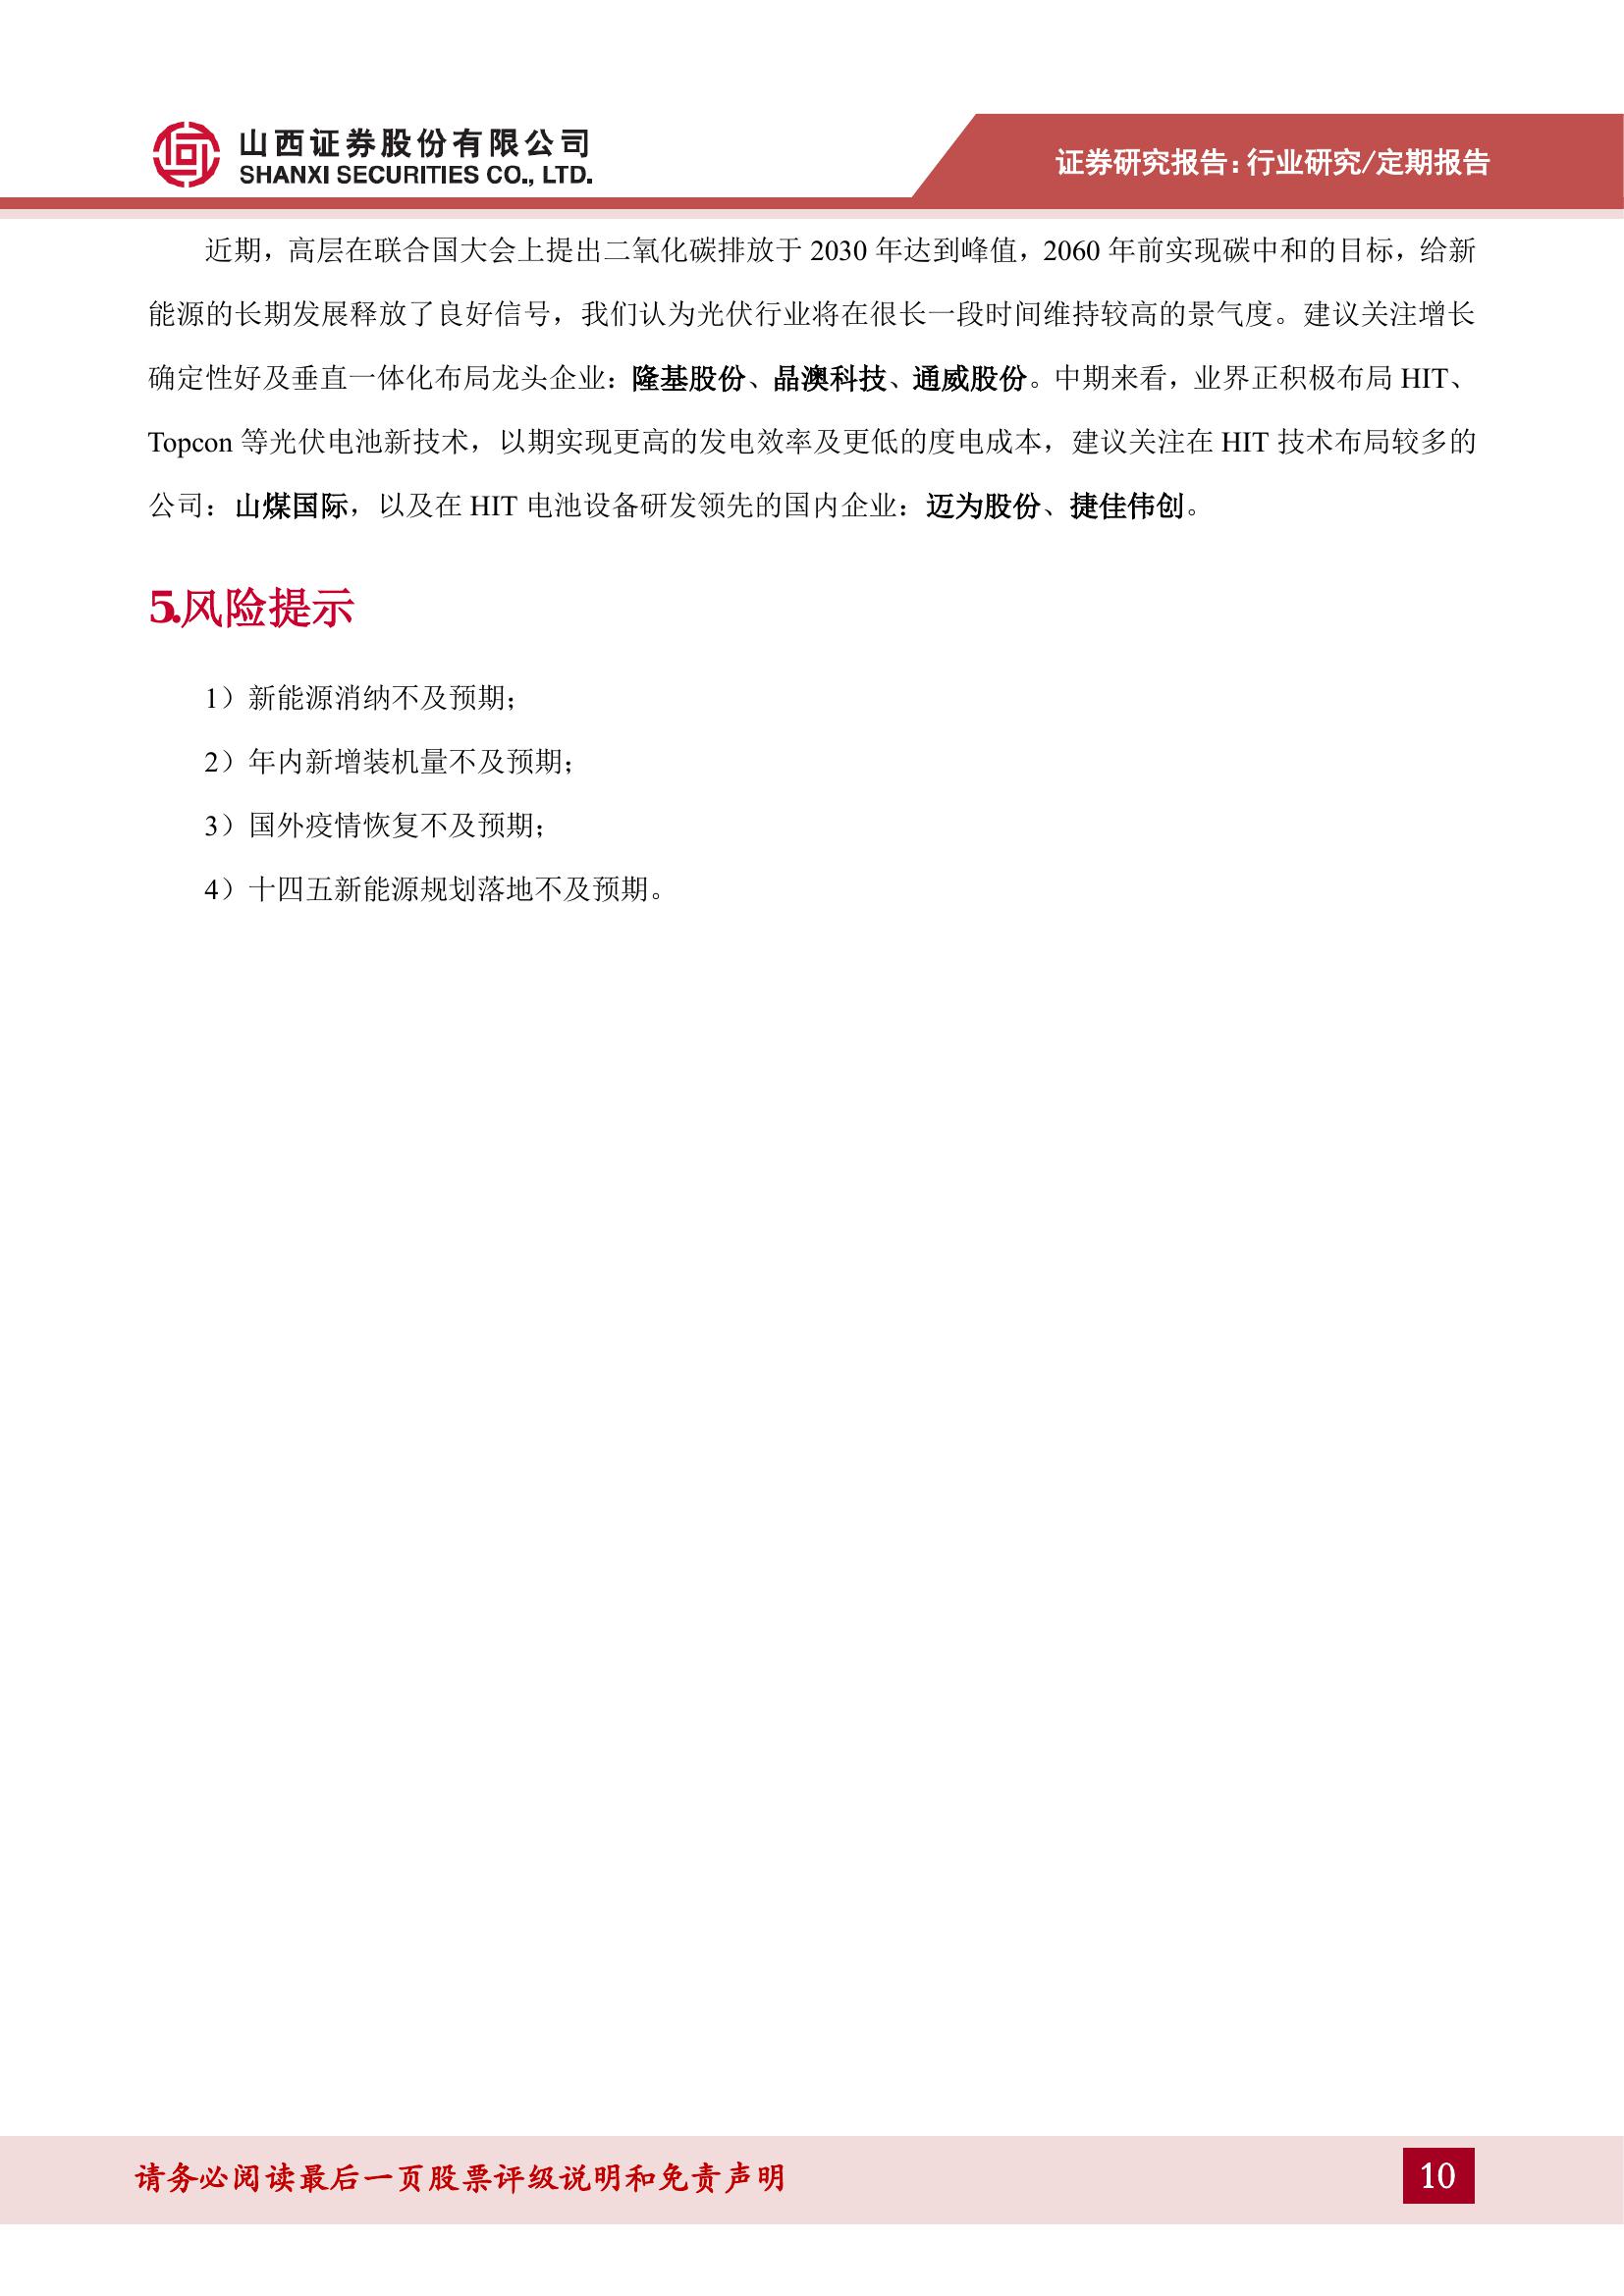 山西证券股份有限公司
SHANXI SECURITIES CO., LTD.
证券研究报告：行业研究/定期报告
近期，高层在联合国大会上提出二氧化碳排放于 2030 年达到峰值，2060 年前实现碳中和的目标，给新
能源的长期发展释放了良好信号，我们认为光伏行业将在很长一段时间维持较高的景气度。建议关注增长
确定性好及垂直一体化布局龙头企业：隆基股份、晶澳科技、通威股份。中期来看，业界正积极布局 HIT、
Topcon 等光伏电池新技术，以期实现更高的发电效率及更低的度电成本，建议关注在 HIT 技术布局较多的
公司：山煤国际，以及在 HIT 电池设备研发领先的国内企业：迈为股份、捷佳伟创。
5.风险提示
1）新能源消纳不及预期；
2）年内新增装机量不及预期；
3）国外疫情恢复不及预期；
4）十四五新能源规划落地不及预期。
请务必阅读最后一页股票评级说明和免责声明
10